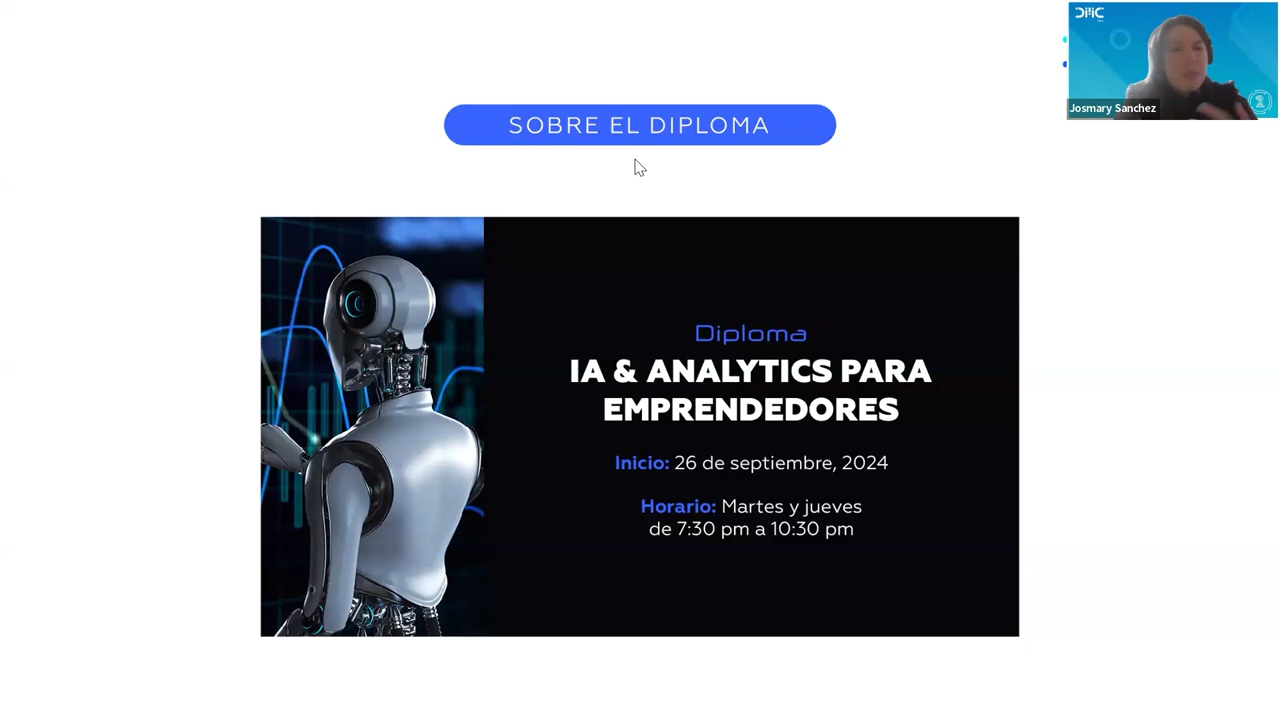 SOBRE EL DIPLOMA
Josmary Sanchez
Diploma
IA & ANALYTICS PARA
EMPRENDEDORES
Inicio: 26 de septiembre, 2024
Horario: Martes y jueves
de 7:30 pm a 10:30 pm